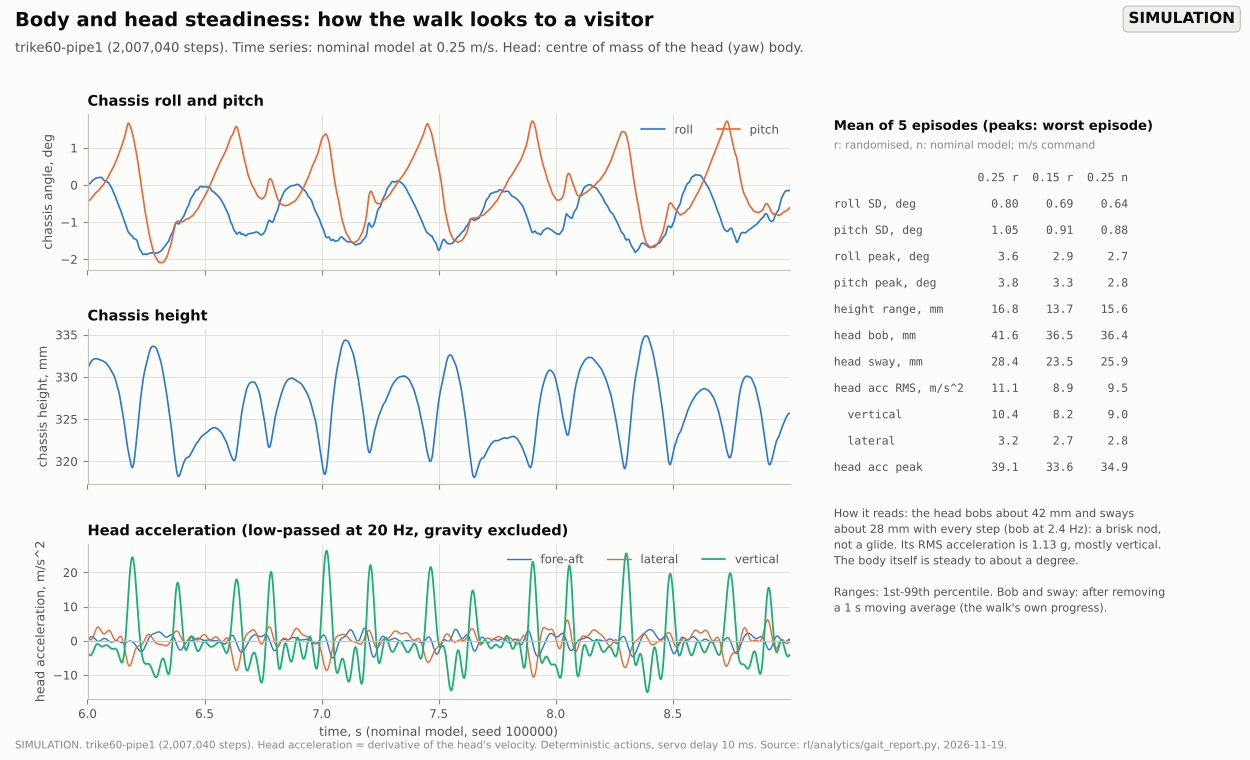 Body and head steadiness: how the walk looks to a visitor
SIMULATION
trike60-pipe1 (2,007,040 steps). Time series: nominal model at 0.25 m/s. Head: centre of mass of the head (yaw) body.
Chassis roll and pitch
roll
pitch
chassis angle, deg
1
0
−1
−2
Chassis height
chassis height, mm
335
330
325
320
Head acceleration (low-passed at 20 Hz, gravity excluded)
fore-aft
lateral
vertical
head acceleration, m/s^2
20
10
0
−10
6.0
6.5
7.0
7.5
8.0
8.5
time, s (nominal model, seed 100000)
Mean of 5 episodes (peaks: worst episode)
r: randomised, n: nominal model; m/s command
0.25 r 0.15 r 0.25 n
roll SD, deg 0.80 0.69 0.64
pitch SD, deg 1.05 0.91 0.88
roll peak, deg 3.6 2.9 2.7
pitch peak, deg 3.8 3.3 2.8
height range, mm 16.8 13.7 15.6
head bob, mm 41.6 36.5 36.4
head sway, mm 28.4 23.5 25.9
head acc RMS, m/s^2 11.1 8.9 9.5
vertical 10.4 8.2 9.0
lateral 3.2 2.7 2.8
head acc peak 39.1 33.6 34.9
How it reads: the head bobs about 42 mm and sways
about 28 mm with every step (bob at 2.4 Hz): a brisk nod,
not a glide. Its RMS acceleration is 1.13 g, mostly vertical.
The body itself is steady to about a degree.
Ranges: 1st-99th percentile. Bob and sway: after removing
a 1 s moving average (the walk's own progress).
SIMULATION. trike60-pipe1 (2,007,040 steps). Head acceleration = derivative of the head's velocity. Deterministic actions, servo delay 10 ms. Source: rl/analytics/gait_report.py, 2026-11-19.